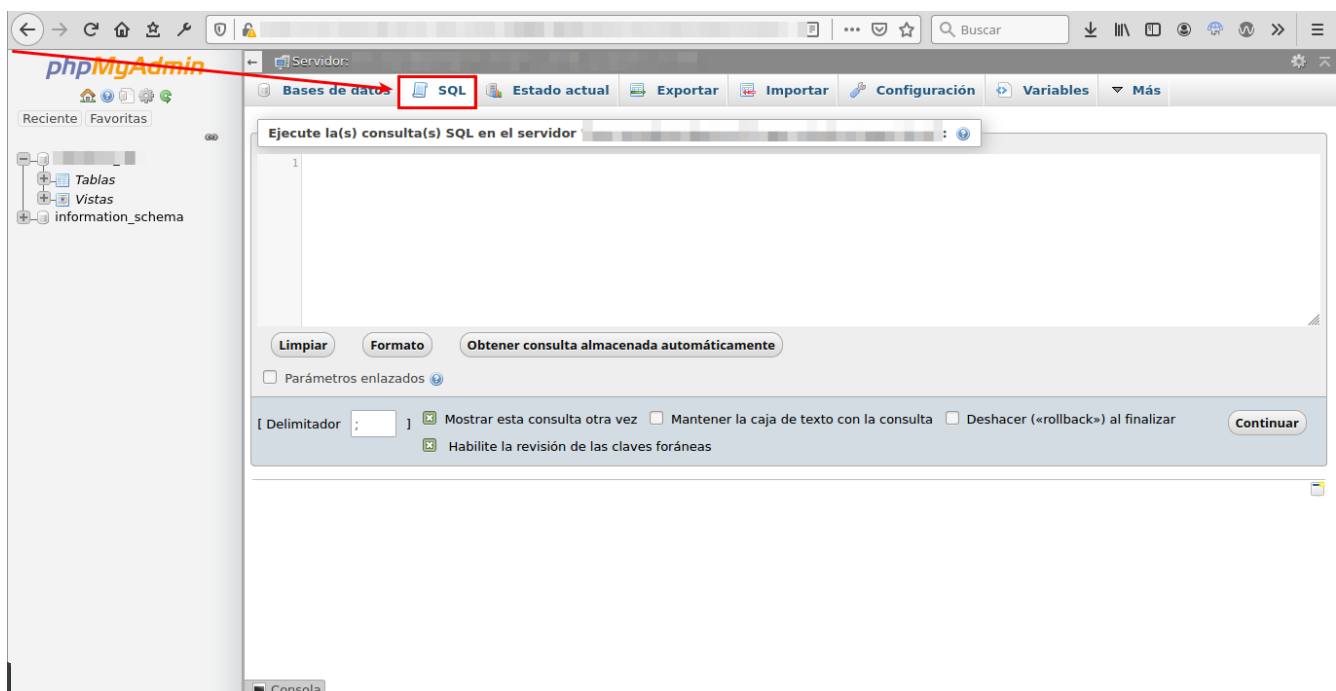 Buscar
phpMyAdmin
Servidor:
Bases de datos SQL Estado actual Exportar Importar Configuración Variables Más
Reciente Favoritas
Ejecute la(s) consulta(s) SQL en el servidor ' :
1
Tablas
Vistas
information_schema
Limpiar Formato Obtener consulta almacenada automáticamente
Parámetros enlazados
[ Delimitador ; ] Mostrar esta consulta otra vez Mantener la caja de texto con la consulta Deshacer («rollback») al finalizar Continuar
Habilite la revisión de las claves foráneas
Consola